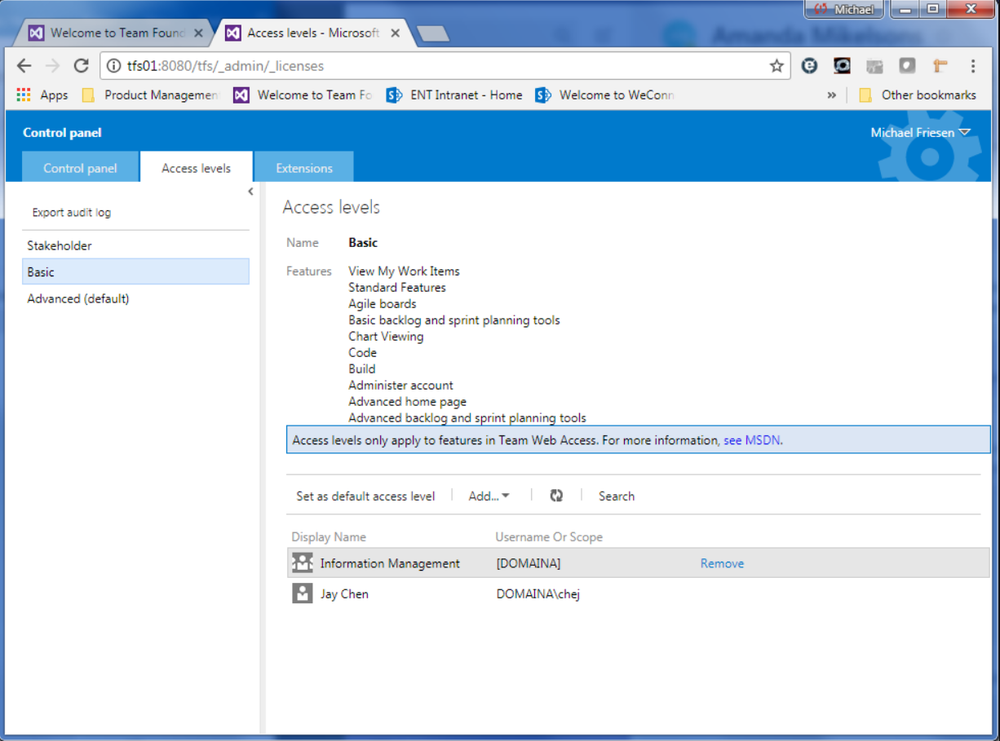 Michael
Amanda Mikelsons
Welcome to Team Found
Access levels - Microsoft
tfs01:8080/tfs/_admin/_licenses
Apps
Product Managemen
Welcome to Team Fo
ENT Intranet - Home
Welcome to WeConn
»
Other bookmarks
Control panel
Michael Friesen
Control panel
Access levels
Extensions
Export audit log
Stakeholder
Basic
Advanced (default)
Access levels
Name Basic
Features View My Work Items
Standard Features
Agile boards
Basic backlog and sprint planning tools
Chart Viewing
Code
Build
Administer account
Advanced home page
Advanced backlog and sprint planning tools
Access levels only apply to features in Team Web Access. For more information, see MSDN.
Set as default access level
Add...
Search
Display Name Username Or Scope
Information Management [DOMAINA] Remove
Jay Chen DOMAINA\chej